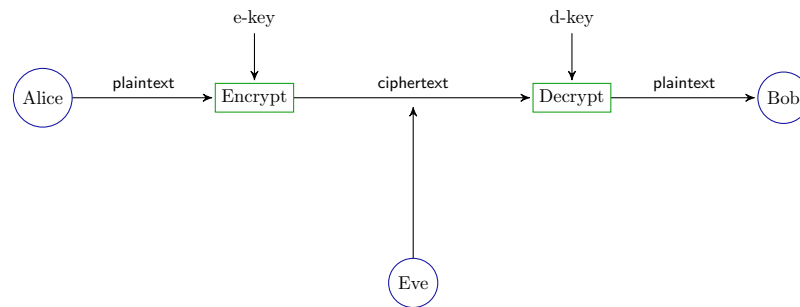 e-key
d-key
Alice
plaintext
Encrypt
ciphertext
Decrypt
plaintext
Bob
Eve